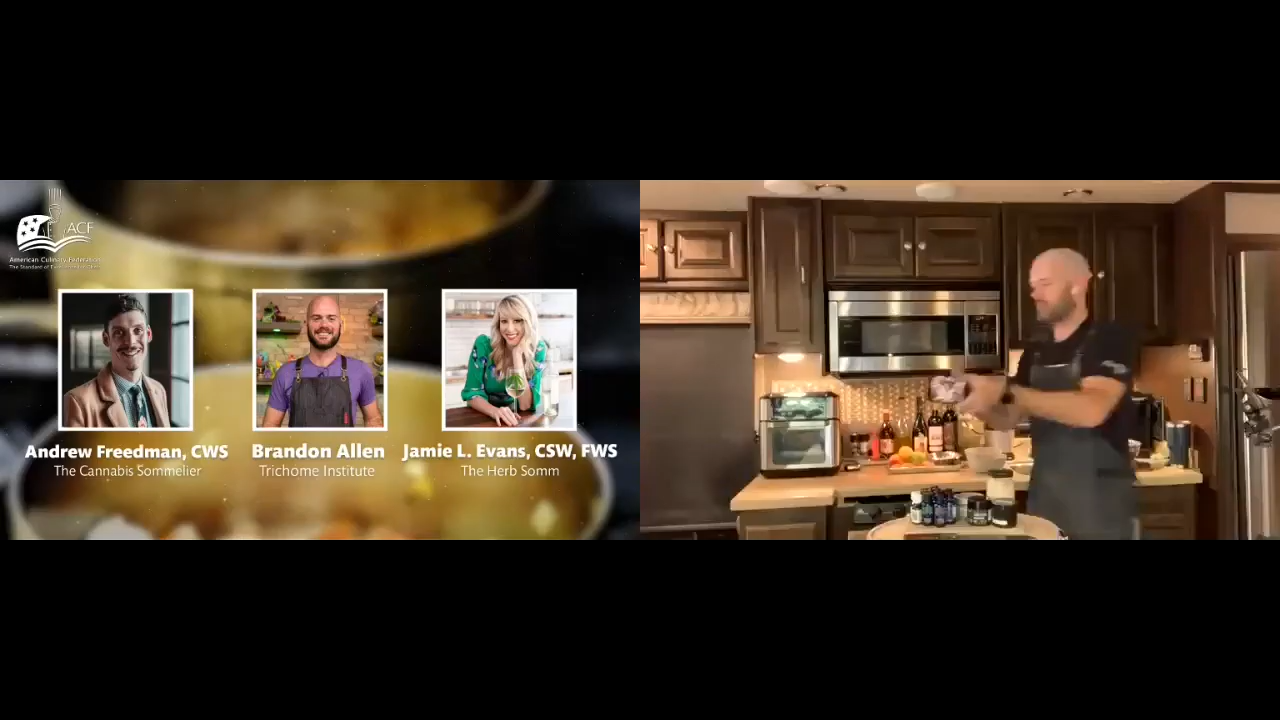 ACF
American Culinary Federation
Andrew Freedman, CWS
The Cannabis Sommelier
Brandon Allen
Trichome Institute
Jamie L. Evans, CSW, FWS
The Herb Somm